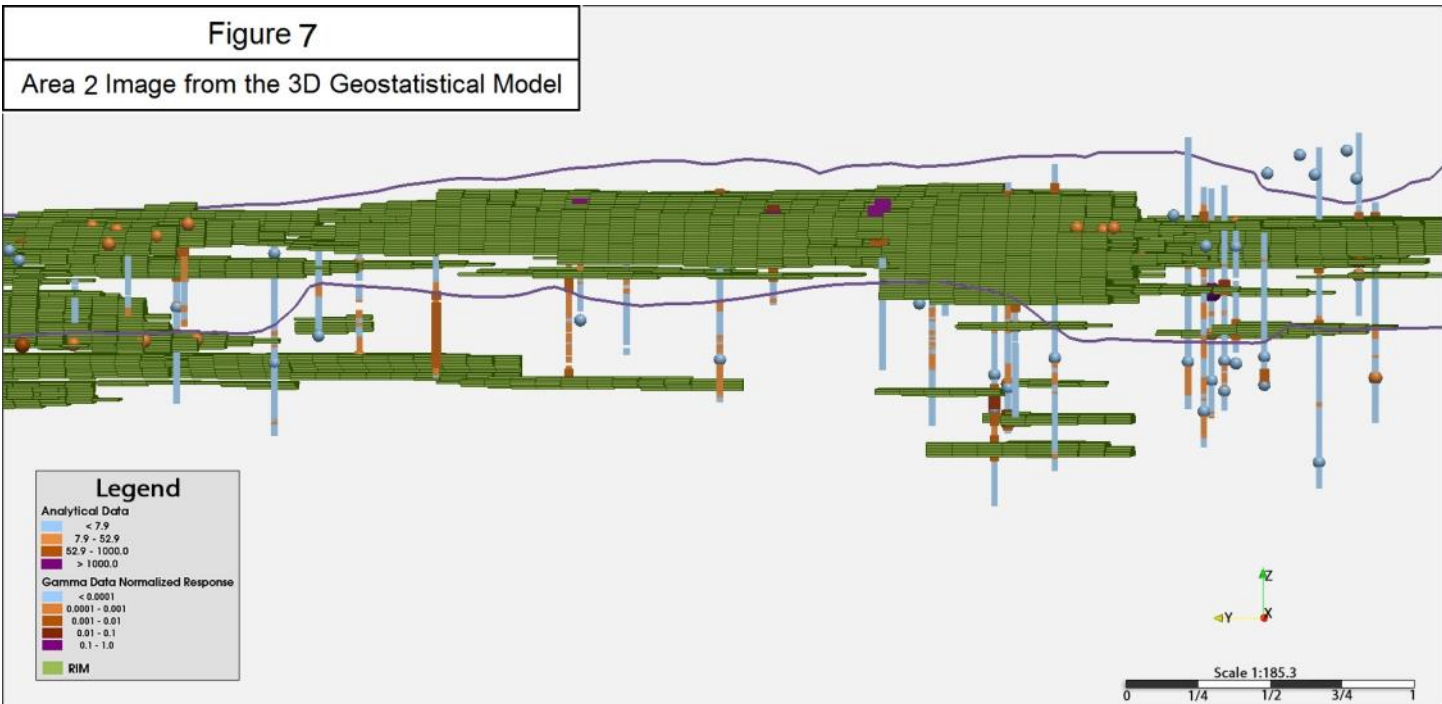 Figure 7
Area 2 Image from the 3D Geostatistical Model
Legend
Analytical Data
< 7.9
7.9 - 52.9
52.9 - 1000.0
> 1000.0
Gamma Data Normalized Response
< 0.0001
0.0001 - 0.001
0.001 - 0.01
0.01 - 0.1
0.1 - 1.0
RIM
Z
Y
X
Scale 1:185.3
0 1/4 1/2 3/4 1